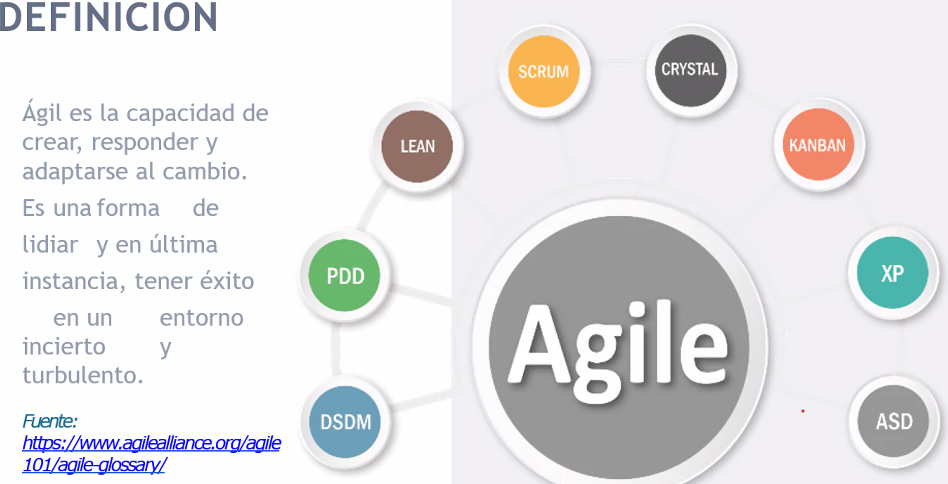 DEFINICION
Ágil es la capacidad de
crear, responder y
adaptarse al cambio.
Es una forma de
lidiar y en última
instancia, tener éxito
en un entorno
incierto y
turbulento.
Fuente:
https://www.agilealliance.org/agile
101/agile-glossary/
SCRUM
CRYSTAL
LEAN
KANBAN
PDD
XP
Agile
DSDM
ASD